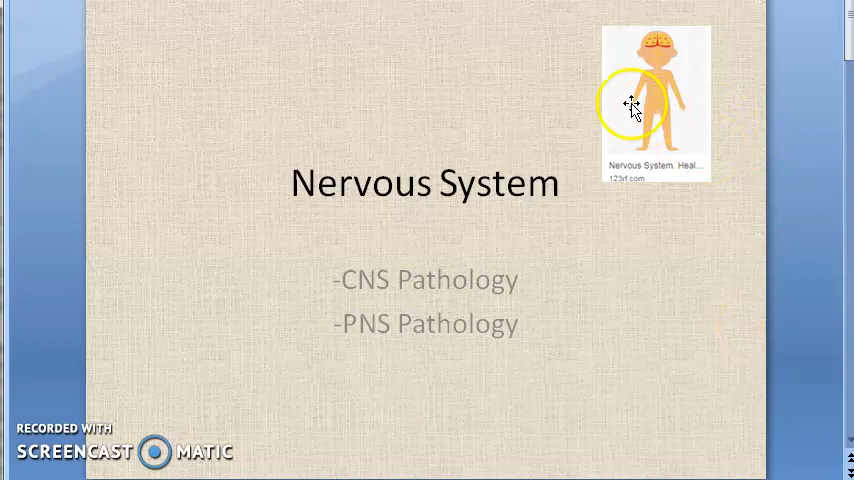 Nervous System. Heal...
123rf.com
Nervous System
-CNS Pathology
-PNS Pathology
RECORDED WITH
SCREENCAST MATIC